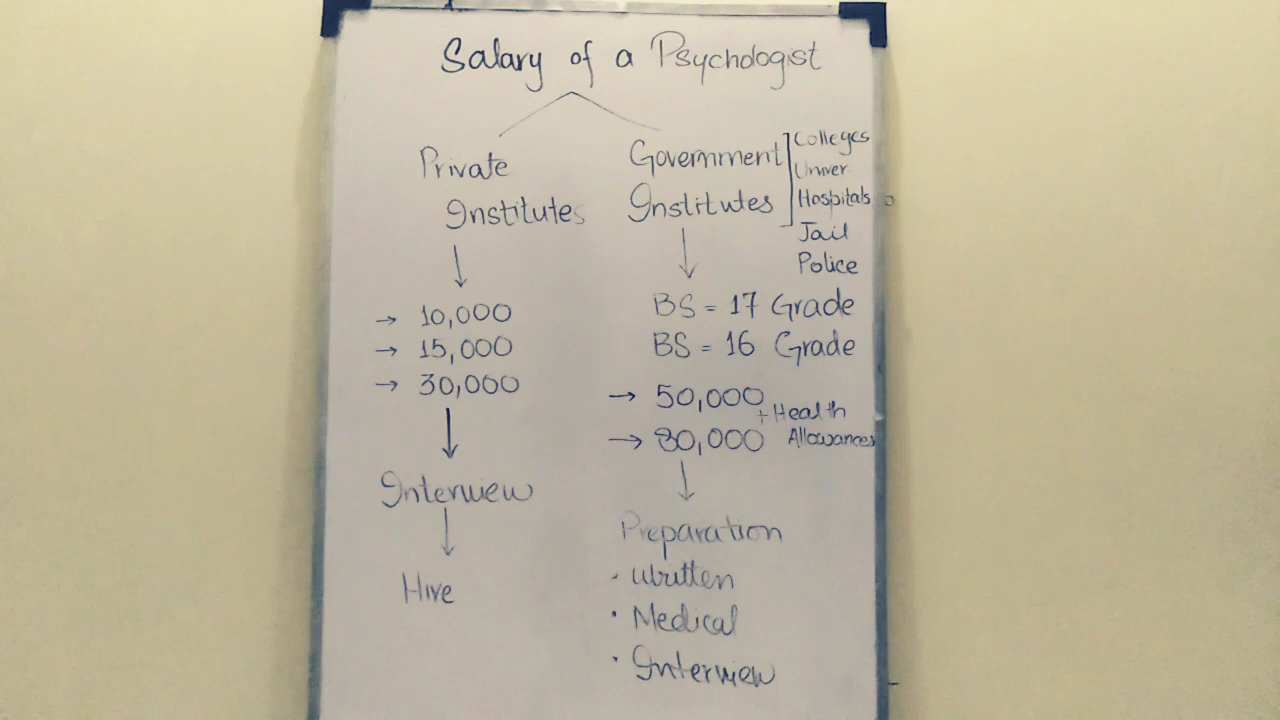 Salary of a Psychologist
Private
Institutes
→ 10,000
→ 15,000
→ 30,000
Interview
Hive
Government
Institutes
Colleges
Univer
Hospitals
Jail
Police
BS = 17 Grade
BS = 16 Grade
→ 50,000
+ Health
→ 80,000 Allowances
Preparation
· Written
· Medical
· Interview